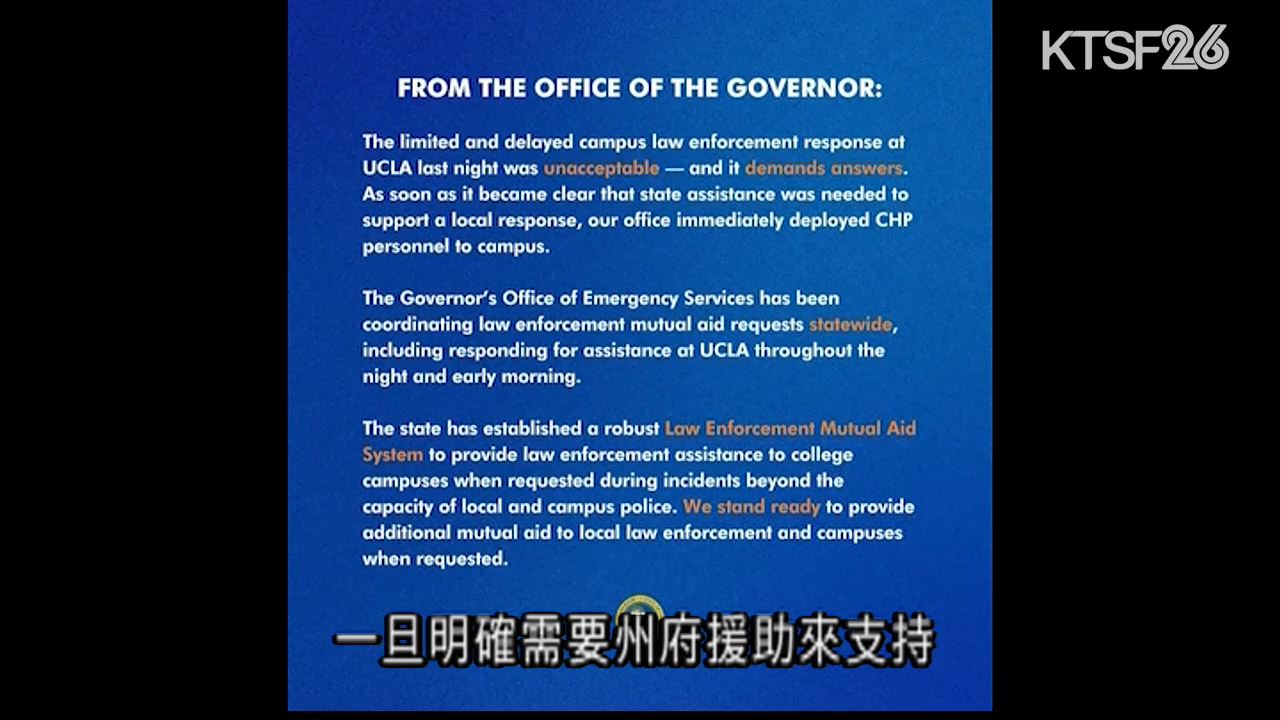 KTSF26
FROM THE OFFICE OF THE GOVERNOR:
The limited and delayed campus law enforcement response at
UCLA last night was unacceptable — and it demands answers.
As soon as it became clear that state assistance was needed to
support a local response, our office immediately deployed CHP
personnel to campus.
The Governor's Office of Emergency Services has been
coordinating law enforcement mutual aid requests statewide,
including responding for assistance at UCLA throughout the
night and early morning.
The state has established a robust Law Enforcement Mutual Aid
System to provide law enforcement assistance to college
campuses when requested during incidents beyond the
capacity of local and campus police. We stand ready to provide
additional mutual aid to local law enforcement and campuses
when requested.
一旦明確需要州府援助來支持